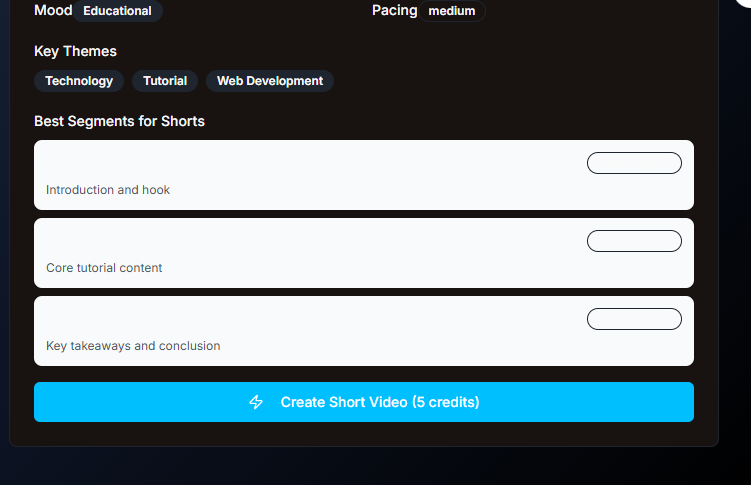 Mood Educational Pacing medium
Key Themes
Technology Tutorial Web Development
Best Segments for Shorts
Introduction and hook
Core tutorial content
Key takeaways and conclusion
Create Short Video (5 credits)